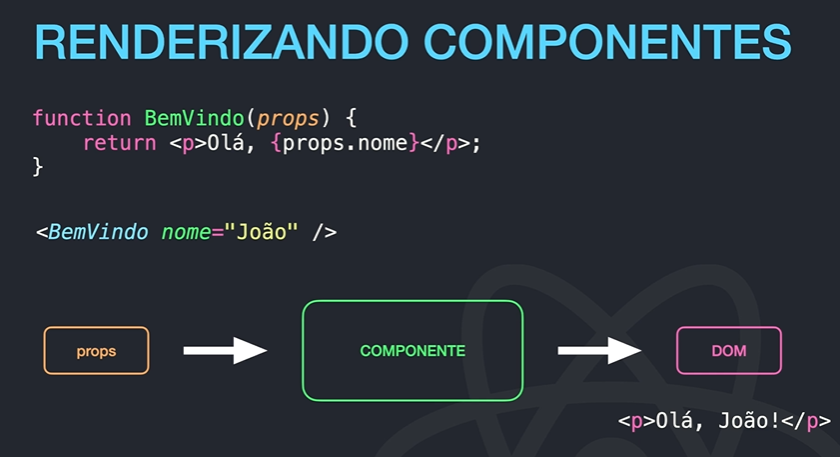 RENDERIZANDO COMPONENTES
function BemVindo(props) {
    return <p>Olá, {props.nome}</p>;
}
<BemVindo nome="João" />
props
COMPONENTE
DOM
<p>Olá, João!</p>